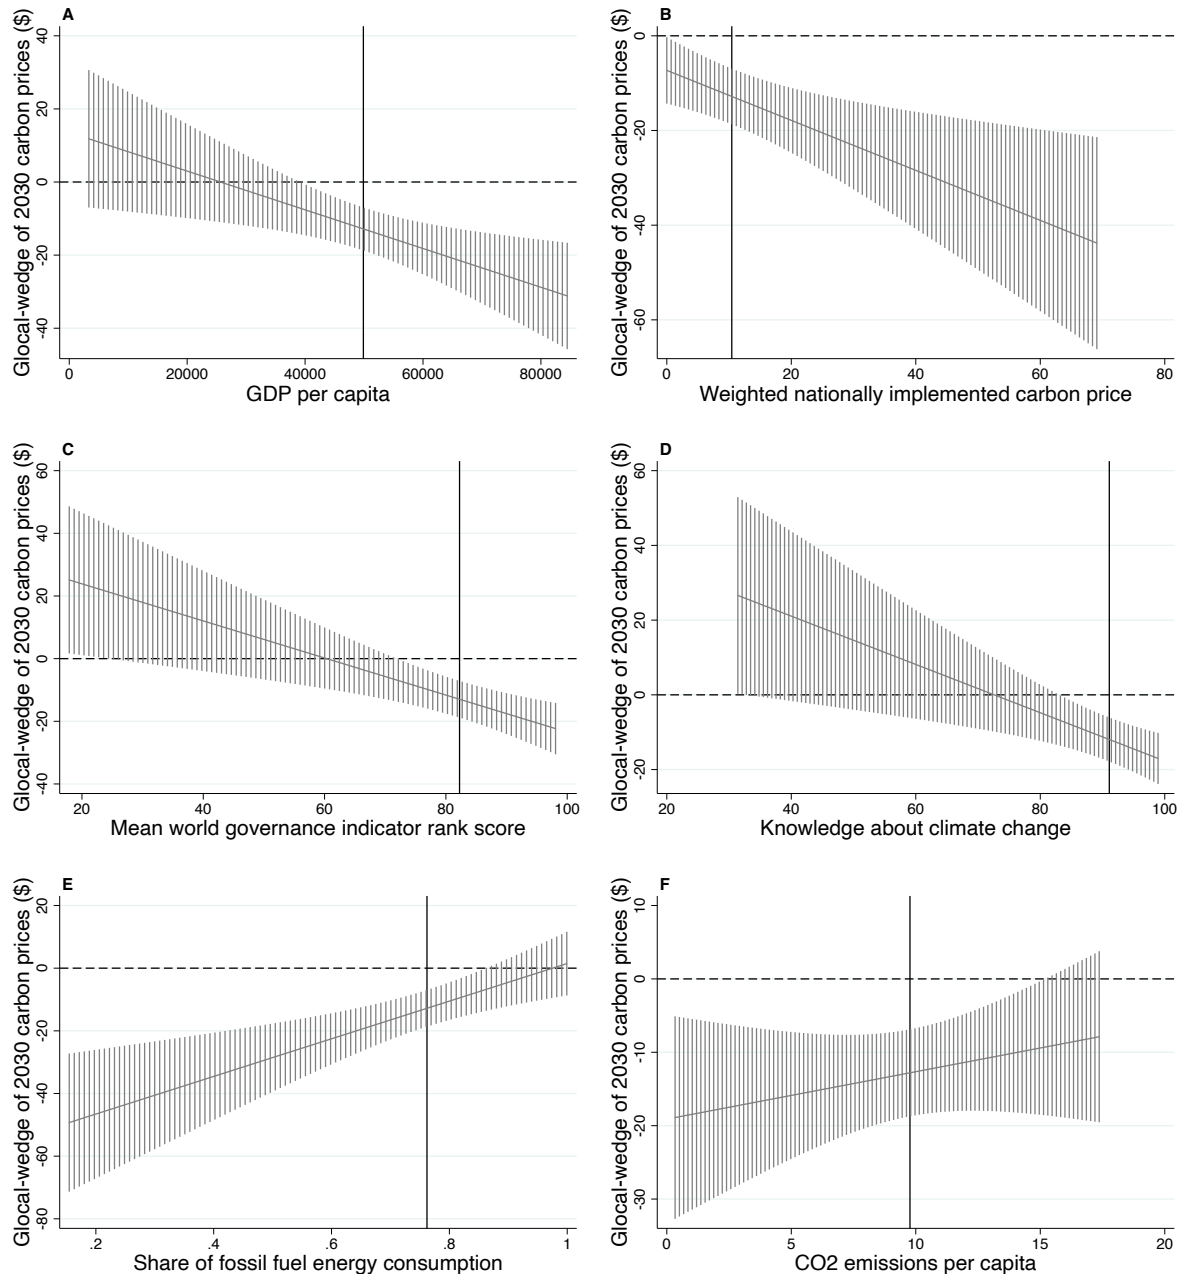 A
Glocal-wedge of 2030 carbon prices ($)
40
20
0
-20
-40
0 20000 40000 60000 80000
GDP per capita
B
Glocal-wedge of 2030 carbon prices ($)
0
-20
-40
-60
0 20 40 60 80
Weighted nationally implemented carbon price
C
Glocal-wedge of 2030 carbon prices ($)
60
40
20
0
-20
-40
20 40 60 80 100
Mean world governance indicator rank score
D
Glocal-wedge of 2030 carbon prices ($)
60
40
20
0
-20
20 40 60 80 100
Knowledge about climate change
E
Glocal-wedge of 2030 carbon prices ($)
20
0
-20
-40
-60
-80
.2 .4 .6 .8 1
Share of fossil fuel energy consumption
F
Glocal-wedge of 2030 carbon prices ($)
10
0
-10
-20
-30
0 5 10 15 20
CO2 emissions per capita